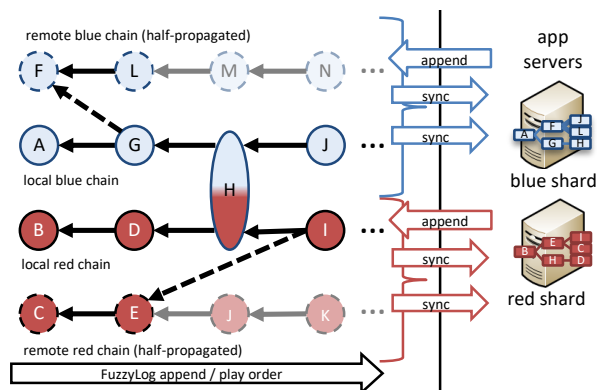 remote blue chain (half-propagated)
F L M N ...
A G J ...
local blue chain
H
B D I ...
local red chain
C E J K ...
remote red chain (half-propagated)
FuzzyLog append / play order
append
sync
sync
append
sync
sync
app
servers
A F J
L
G H
blue shard
B E I
C
H D
red shard